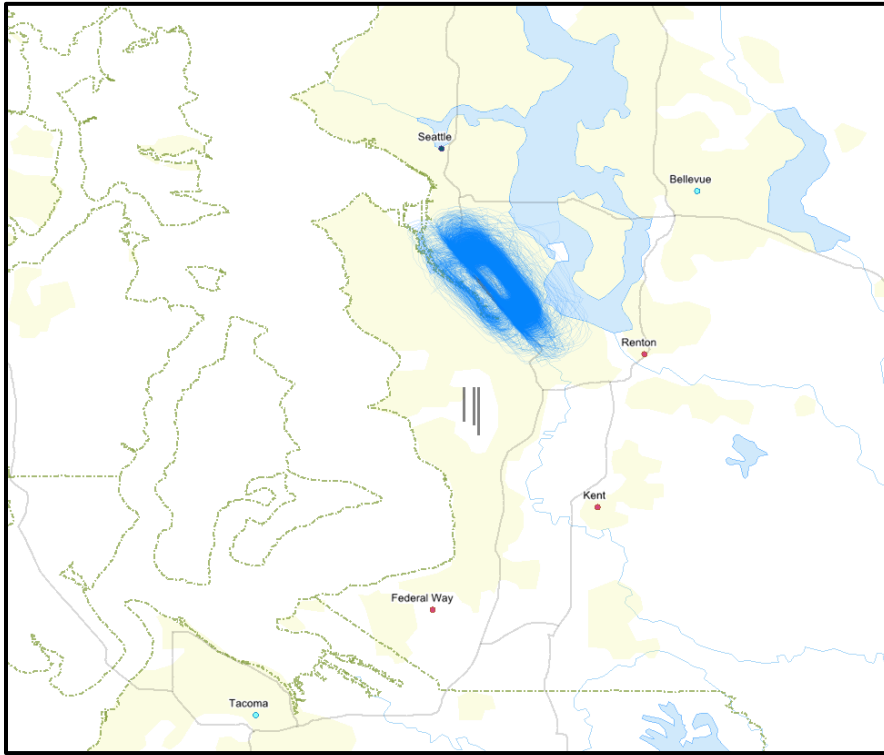 Seattle
Bellevue
Renton
Kent
Federal Way
Tacoma